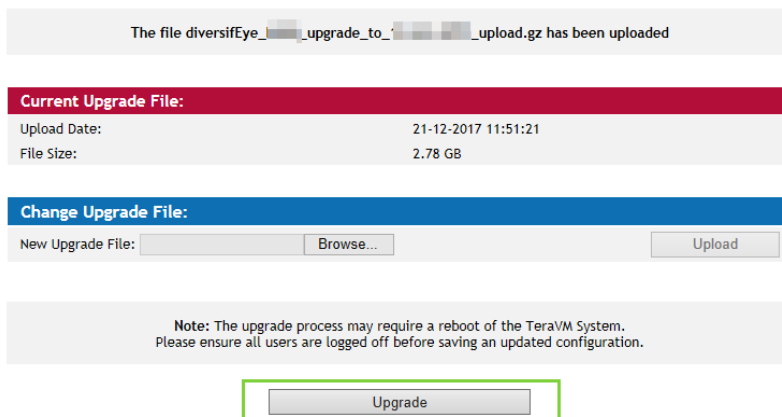 The file diversifEye_ _upgrade_to_ _upload.gz has been uploaded
Current Upgrade File:
Upload Date: 21-12-2017 11:51:21
File Size: 2.78 GB
Change Upgrade File:
New Upgrade File: Browse... Upload
Note: The upgrade process may require a reboot of the TeraVM System.
Please ensure all users are logged off before saving an updated configuration.
Upgrade